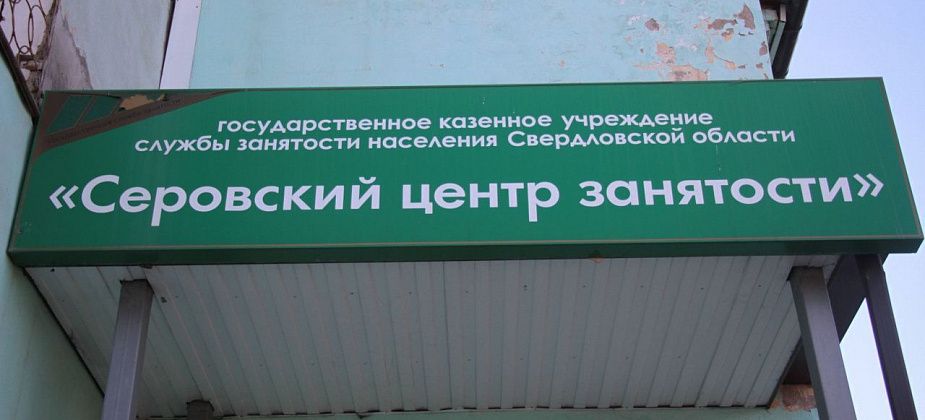 государственное казенное учреждение
службы занятости населения Свердловской области
«Серовский центр занятости»